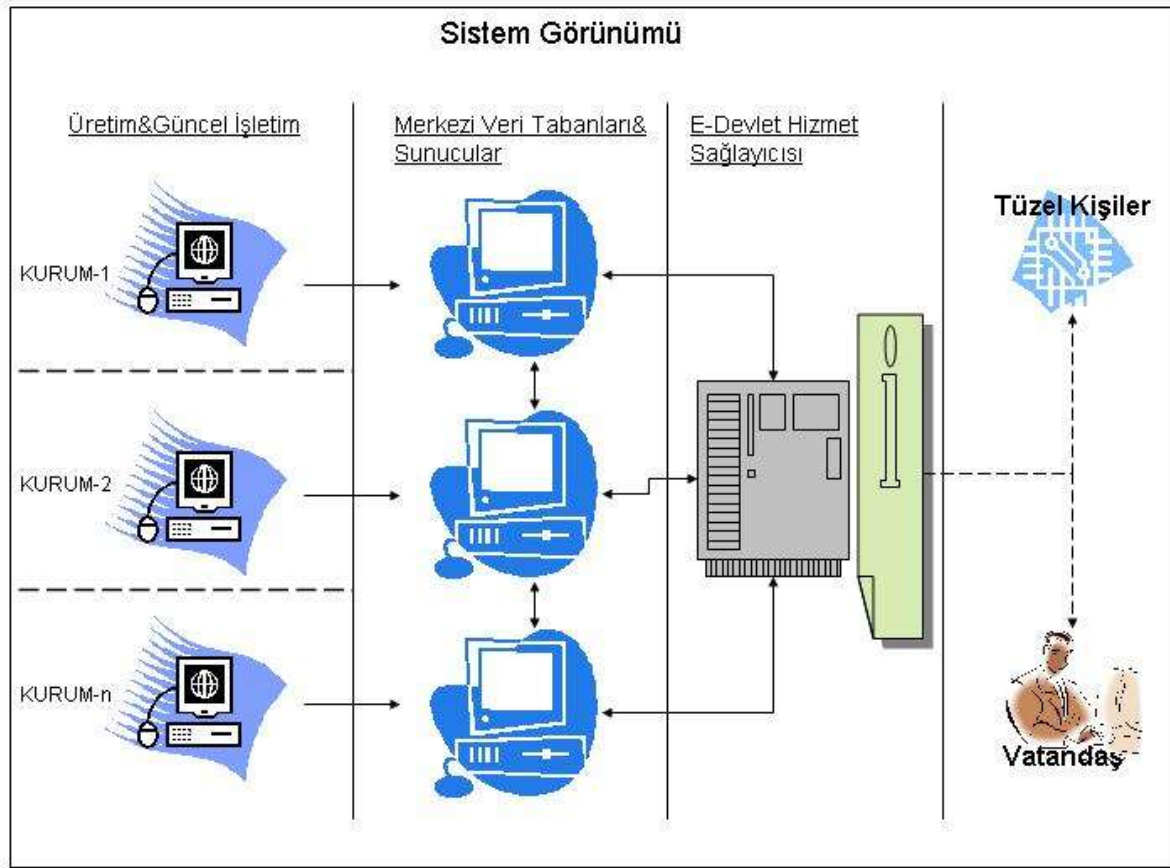 Sistem Görünümü
Üretim&Güncel İşletim
Merkezi Veri Tabanları&
Sunucular
E-Devlet Hizmet
Sağlayıcısı
Tüzel Kişiler
KURUM-1
KURUM-2
KURUM-n
Vatandaş